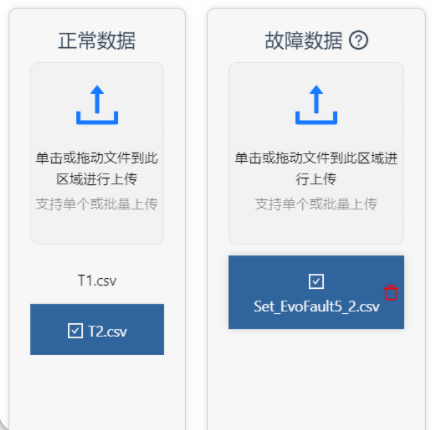 正常数据
单击或拖动文件到此
区域进行上传
支持单个或批量上传
T1.csv
T2.csv
故障数据
单击或拖动文件到此区域进
行上传
支持单个或批量上传
Set_EvoFault5_2.csv